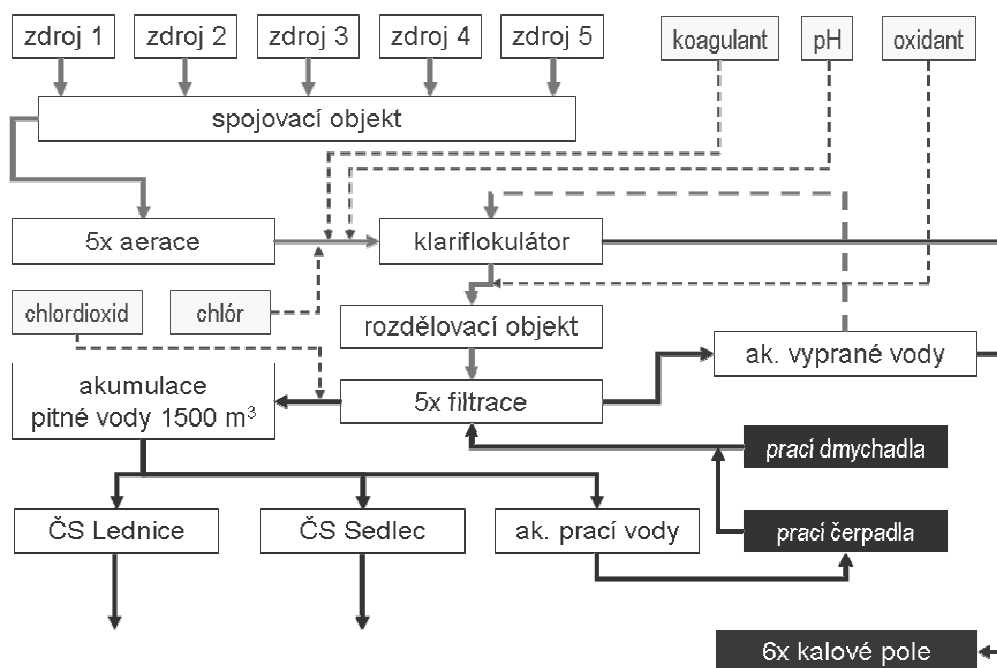 zdroj 1
zdroj 2
zdroj 3
zdroj 4
zdroj 5
koagulant
pH
oxidant
spojovací objekt
5x aerace
klariflokulátor
chlordioxid
chlór
rozdělovací objekt
ak. vyprané vody
akumulace
pitné vody 1500 m³
5x filtrace
prací dmychadla
ČS Lednice
ČS Sedlec
ak. prací vody
prací čerpadla
6x kalové pole